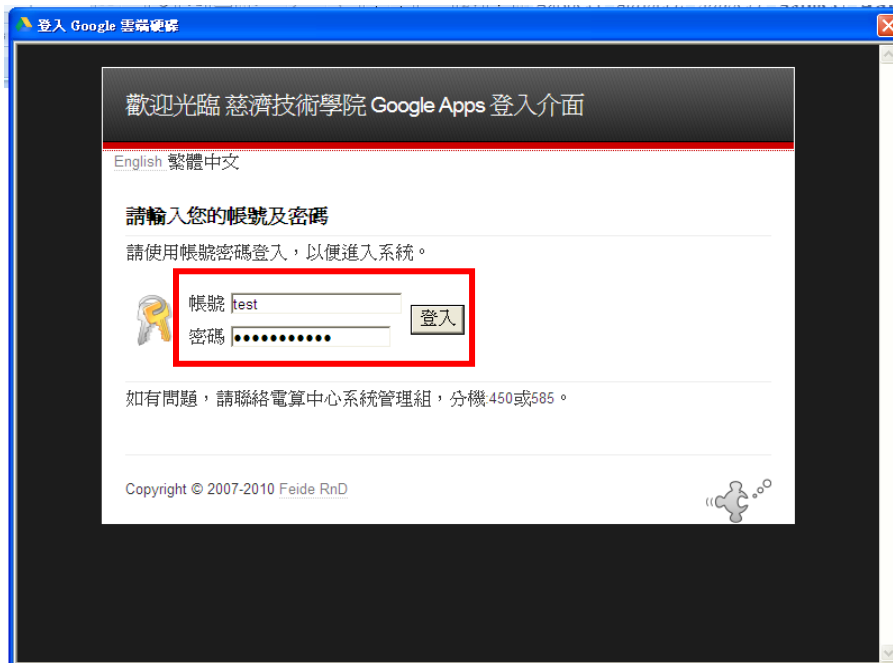 登入 Google 雲端硬碟
歡迎光臨 慈濟技術學院 Google Apps 登入介面
English 繁體中文
請輸入您的帳號及密碼
請使用帳號密碼登入，以便進入系統。
帳號 test
密碼 ●●●●●●●●●●●
登入
如有問題，請聯絡電算中心系統管理組，分機:450或585。
Copyright © 2007-2010 Feide RnD